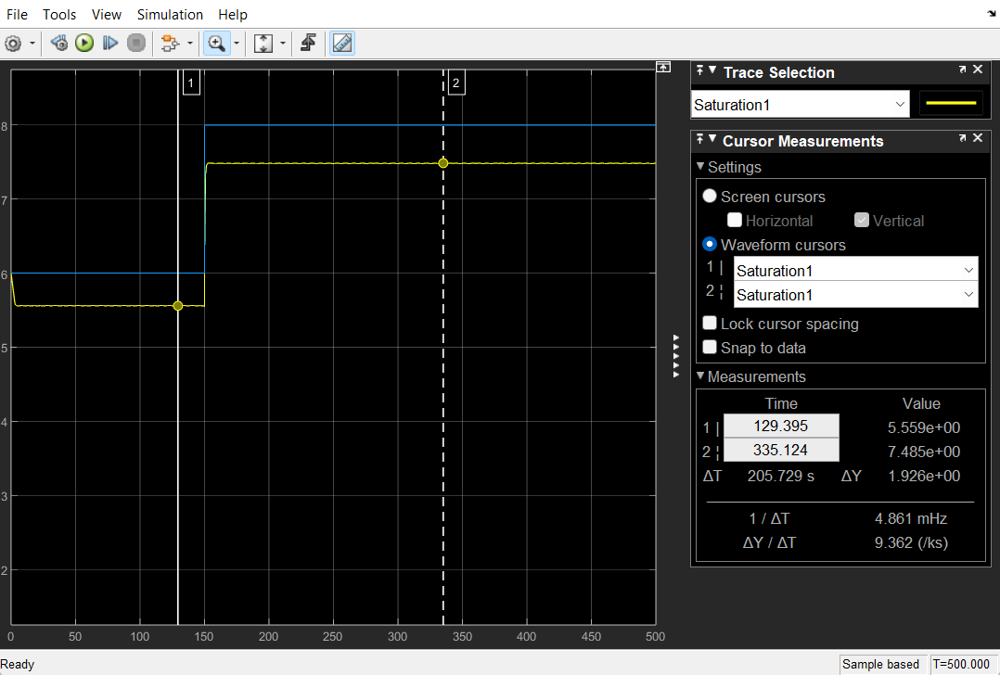 File Tools View Simulation Help
1
2
8
7
6
5
4
3
2
0 50 100 150 200 250 300 350 400 450 500
Trace Selection
Saturation1
Cursor Measurements
Settings
Screen cursors
Horizontal Vertical
Waveform cursors
1 | Saturation1
2 ¦ Saturation1
Lock cursor spacing
Snap to data
Measurements
Time Value
1 | 129.395 5.559e+00
2 ¦ 335.124 7.485e+00
ΔT 205.729 s ΔY 1.926e+00
1 / ΔT 4.861 mHz
ΔY / ΔT 9.362 (/ks)
Ready Sample based T=500.000